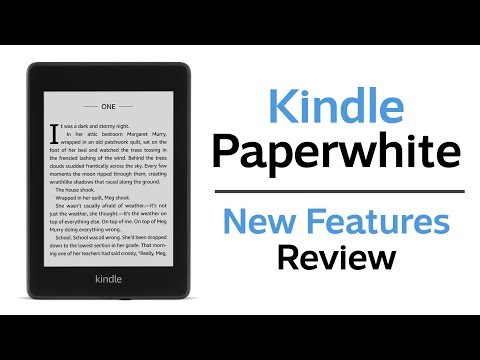 ONE
It was a dark and stormy night.
In her attic bedroom Margaret Murry,
wrapped in an old patchwork quilt, sat on the
foot of her bed and watched the trees tossing
in the frenzied lashing of the wind. Behind the trees
clouds scudded frantically across the sky. Every few
moments the moon ripped through them, creating
wraithlike shadows that raced along the ground.
The house shook.
Wrapped in her quilt, Meg shook.
She wasn't usually afraid of weather.—It's not
just the weather, she thought.—It's the weather on
top of everything else. On top of me. On top of Meg
Murry doing everything wrong.
School. School was all wrong. She'd been dropped
down to the lowest section in her grade. That morn-
ing one of her teachers had said crossly, "Really, Meg,
kindle
Kindle
Paperwhite
New Features
Review